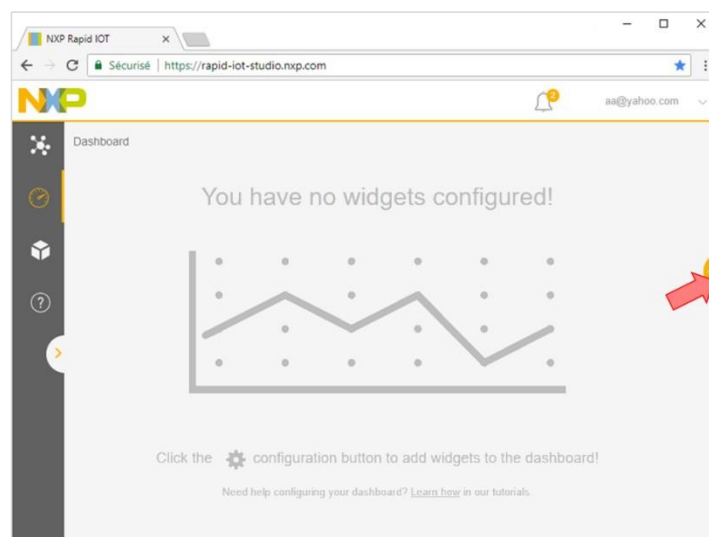 NXP Rapid IOT
Sécurisé | https://rapid-iot-studio.nxp.com
NXP
2
aa@yahoo.com
Dashboard
You have no widgets configured!
Click the configuration button to add widgets to the dashboard!
Need help configuring your dashboard? Learn how in our tutorials.